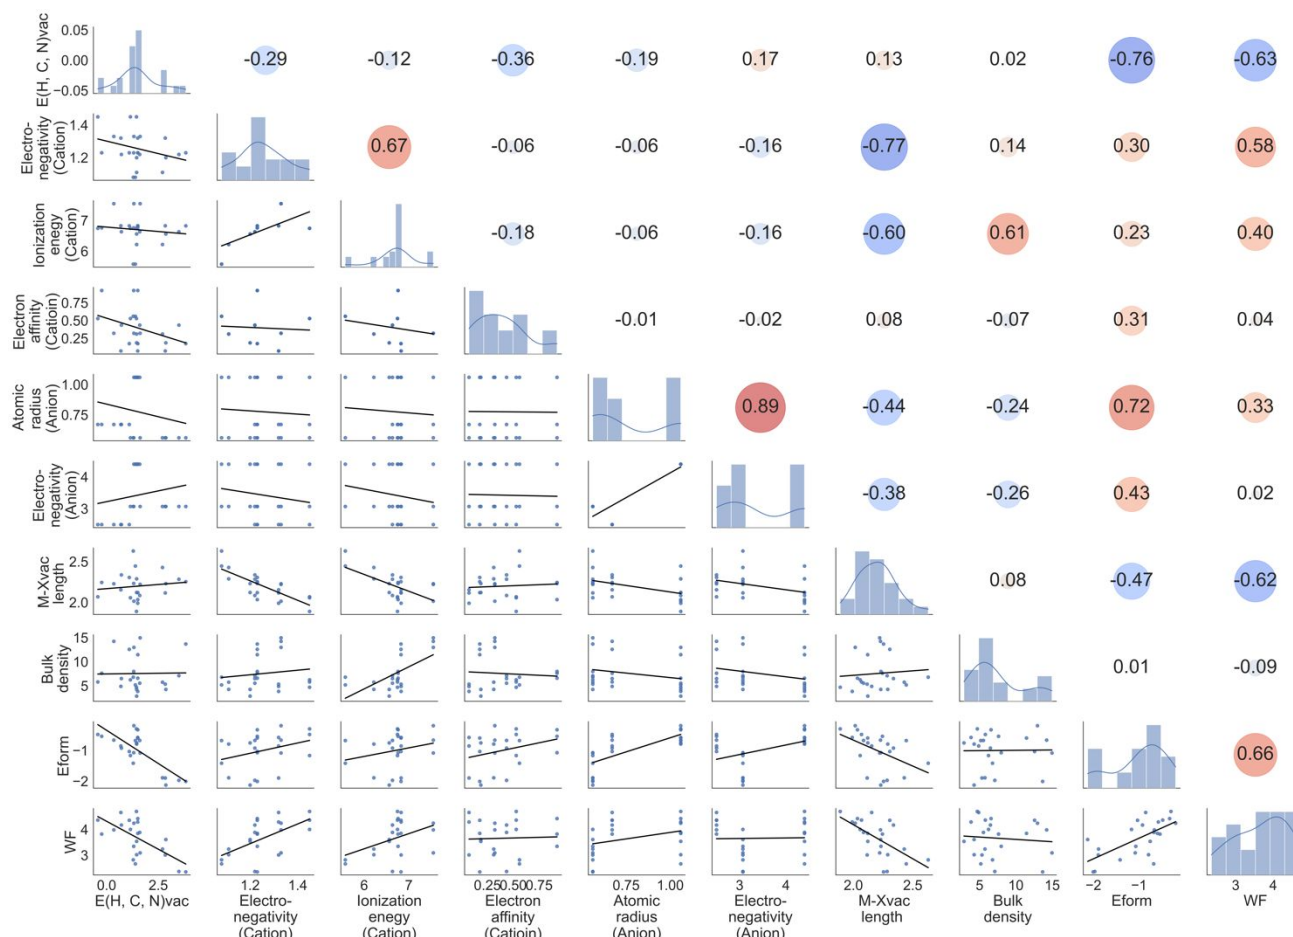 E(H, C, N)vac
0.05
0.00
-0.05
-0.29
-0.12
-0.36
-0.19
0.17
0.13
0.02
-0.76
-0.63
Electro-
negativity
(Cation)
1.4
1.2
0.67
-0.06
-0.06
-0.16
-0.77
0.14
0.30
0.58
Ionization
enegy
(Cation)
7
6
-0.18
-0.06
-0.16
-0.60
0.61
0.23
0.40
Electron
affinity
(Catioin)
0.75
0.50
0.25
-0.01
-0.02
0.08
-0.07
0.31
0.04
Atomic
radius
(Anion)
1.00
0.75
0.89
-0.44
-0.24
0.72
0.33
Electro-
negativity
(Anion)
4
3
-0.38
-0.26
0.43
0.02
M-Xvac
length
2.5
2.0
0.08
-0.47
-0.62
Bulk
density
15
10
5
0.01
-0.09
Eform
-1
-2
0.66
WF
4
3
0.0 2.5
1.2 1.4
6 7
0.25 0.50 0.75
0.75 1.00
3 4
2.0 2.5
5 10 15
-2 -1
3 4
E(H, C, N)vac
Electro-
negativity
(Cation)
Ionization
enegy
(Cation)
Electron
affinity
(Catioin)
Atomic
radius
(Anion)
Electro-
negativity
(Anion)
M-Xvac
length
Bulk
density
Eform
WF